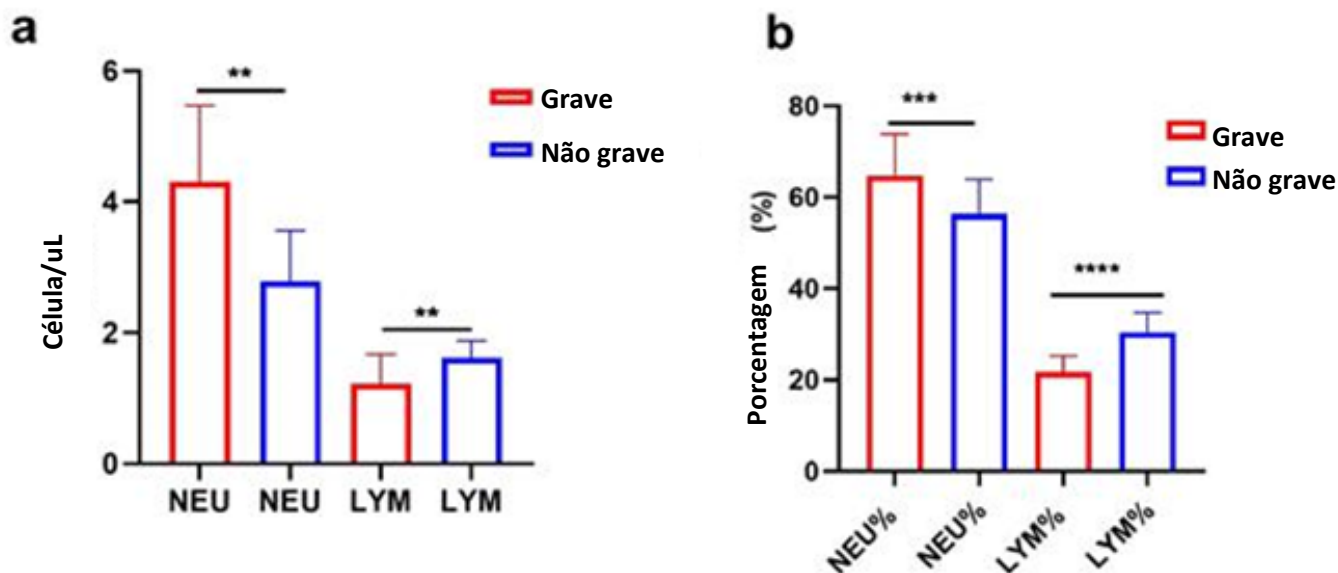 a
6
4
2
0
Célula/uL
**
**
Grave
Não grave
NEU
NEU
LYM
LYM
b
80
60
40
20
0
Porcentagem (%)
***
****
Grave
Não grave
NEU%
NEU%
LYM%
LYM%